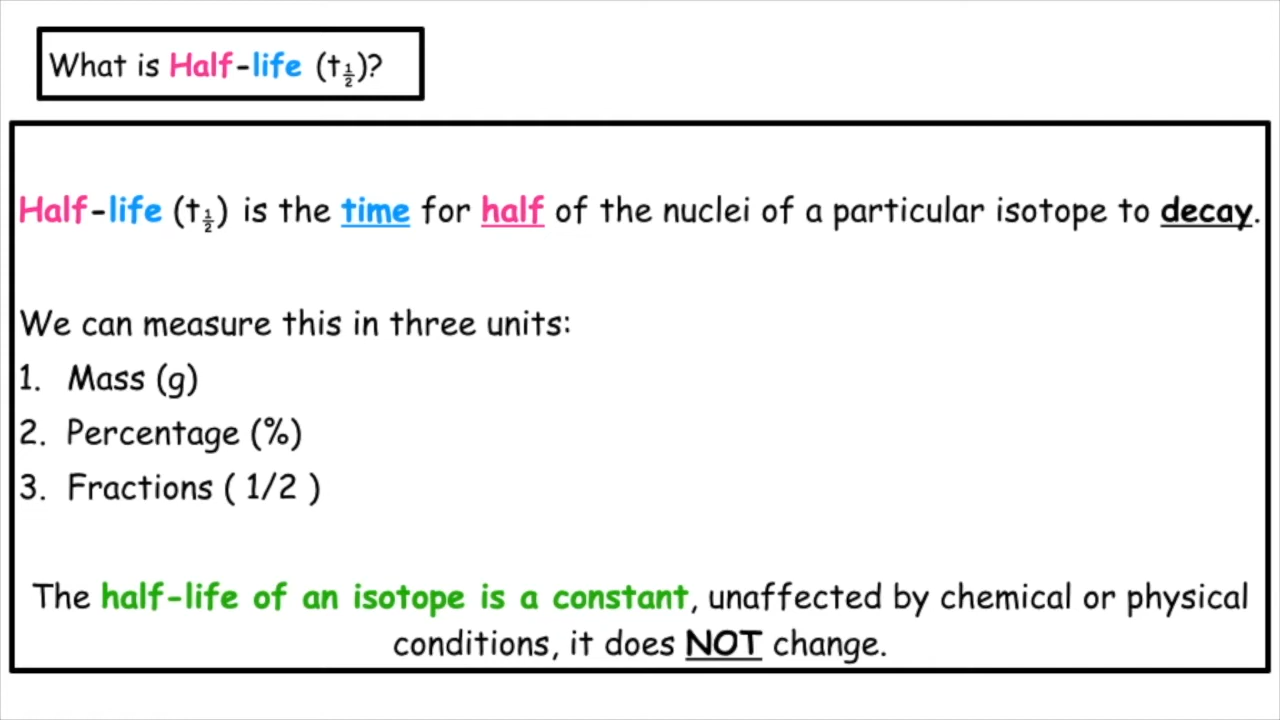 What is Half-life (t½)?
Half-life (t½) is the time for half of the nuclei of a particular isotope to decay.
We can measure this in three units:
1. Mass (g)
2. Percentage (%)
3. Fractions ( 1/2 )
The half-life of an isotope is a constant, unaffected by chemical or physical
conditions, it does NOT change.